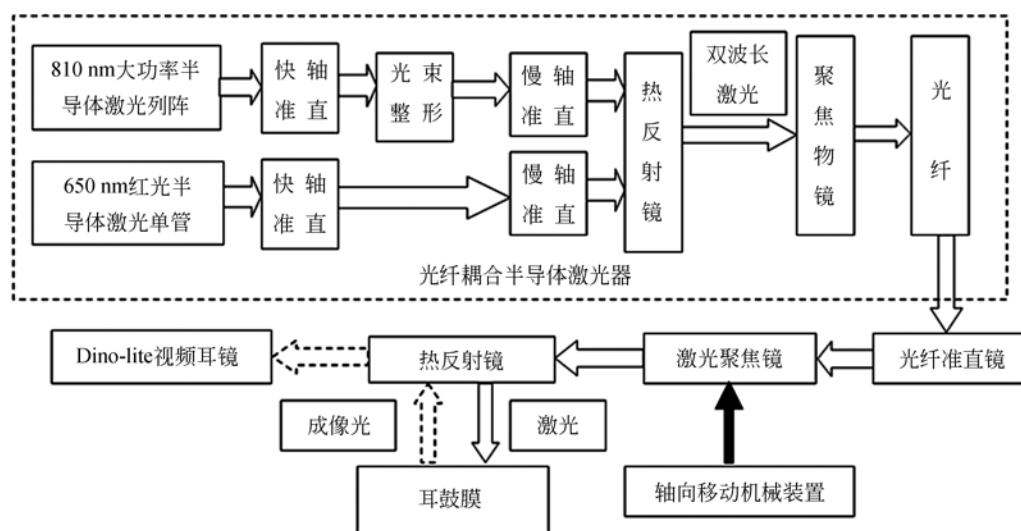 810 nm大功率半
导体激光列阵
快 轴
准 直
光 束
整 形
慢 轴
准 直
热
反
射
镜
双波长
激光
聚
焦
物
镜
光
纤
650 nm红光半
导体激光单管
快 轴
准 直
慢 轴
准 直
光纤耦合半导体激光器
Dino-lite视频耳镜
热反射镜
激光聚焦镜
光纤准直镜
成像光
激光
耳鼓膜
轴向移动机械装置